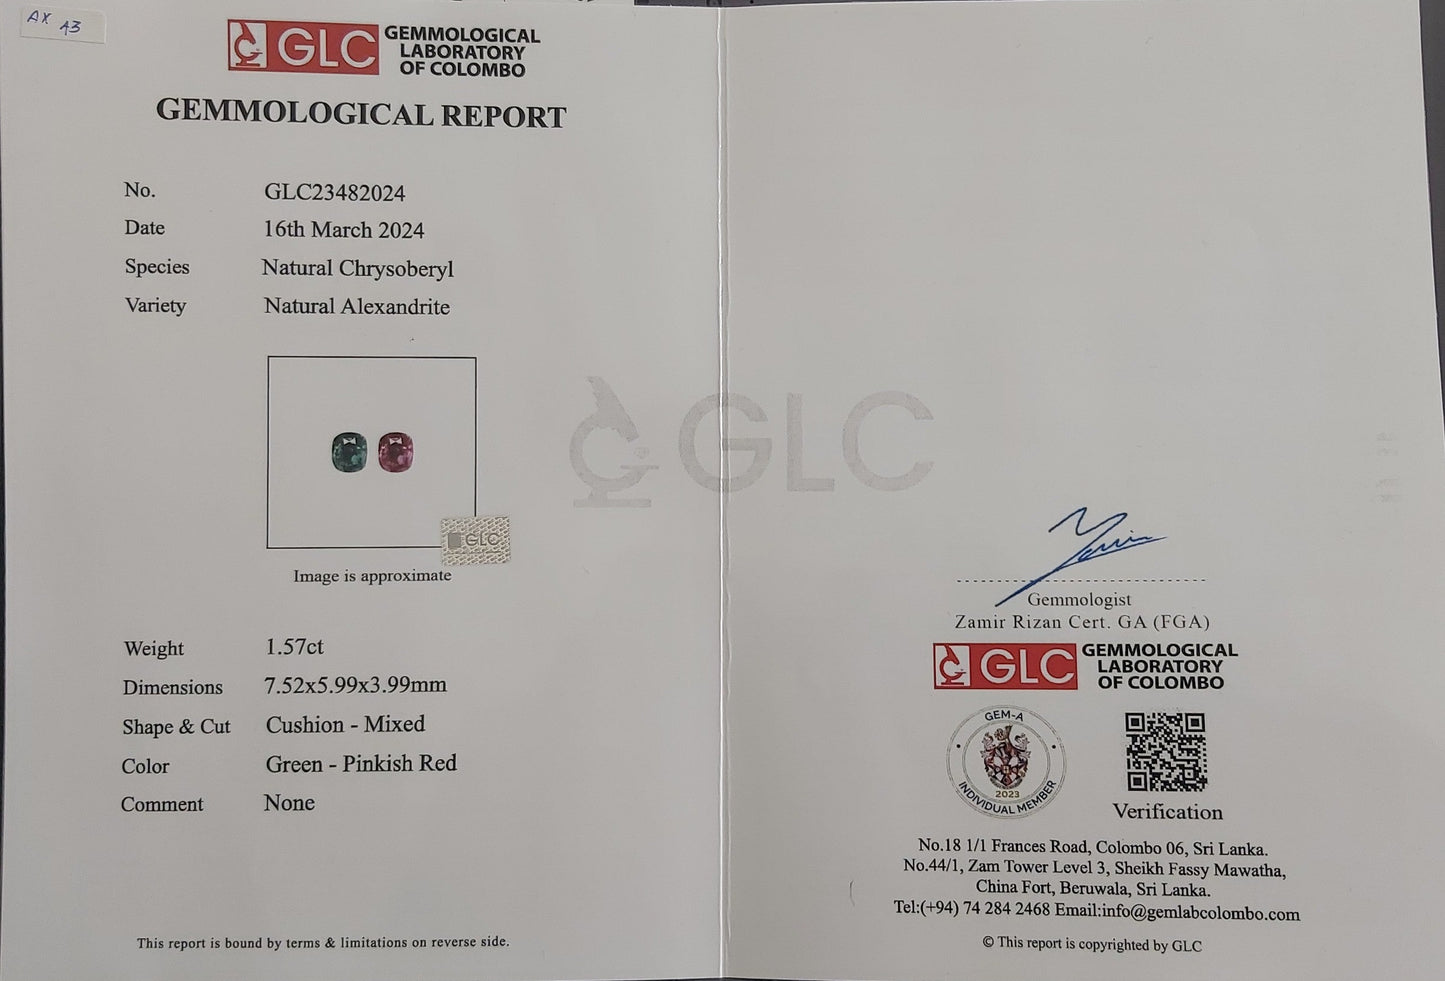 AX A3
GLC GEMMOLOGICAL
LABORATORY
OF COLOMBO
GEMMOLOGICAL REPORT
No. GLC23482024
Date 16th March 2024
Species Natural Chrysoberyl
Variety Natural Alexandrite
GLC
Image is approximate
Weight 1.57ct
Dimensions 7.52x5.99x3.99mm
Shape & Cut Cushion - Mixed
Color Green - Pinkish Red
Comment None
This report is bound by terms & limitations on reverse side.
GLC
Gemmologist
Zamir Rizan Cert. GA (FGA)
GLC GEMMOLOGICAL
LABORATORY
OF COLOMBO
GEM-A
2023
INDIVIDUAL MEMBER
Verification
No.18 1/1 Frances Road, Colombo 06, Sri Lanka.
No.44/1, Zam Tower Level 3, Sheikh Fassy Mawatha,
China Fort, Beruwala, Sri Lanka.
Tel:(+94) 74 284 2468 Email:info@gemlabcolombo.com
© This report is copyrighted by GLC